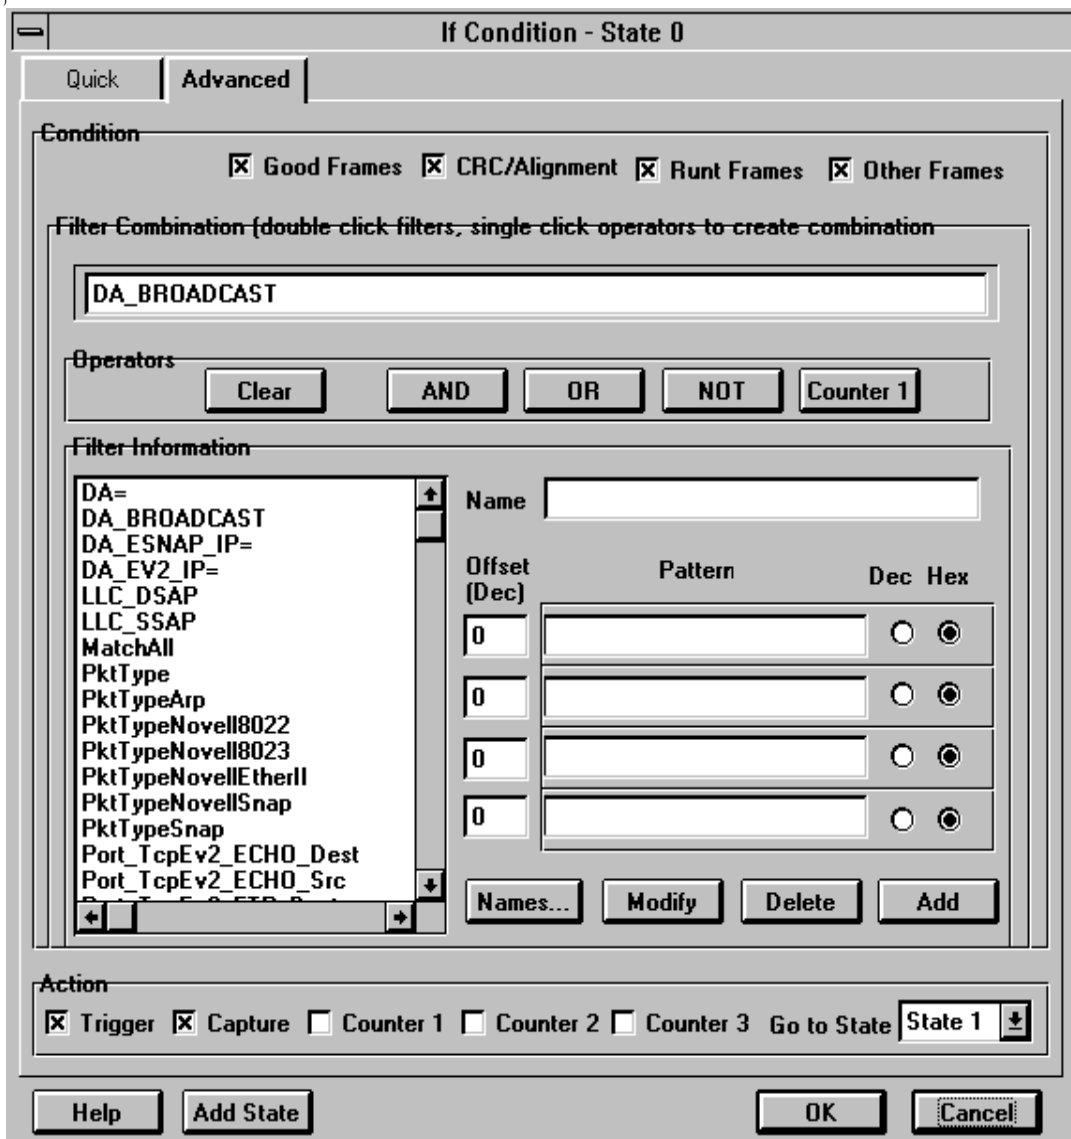 If Condition - State 0
Quick Advanced
Condition
Good Frames CRC/Alignment Runt Frames Other Frames
Filter Combination (double click filters, single click operators to create combination
DA_BROADCAST
Operators
Clear AND OR NOT Counter 1
Filter Information
DA=
DA_BROADCAST
DA_ESNAP_IP=
DA_EV2_IP=
LLC_DSAP
LLC_SSAP
MatchAll
PktType
PktTypeArp
PktTypeNovell8022
PktTypeNovell8023
PktTypeNovellEtherII
PktTypeNovellSnap
PktTypeSnap
Port_TcpEv2_ECHO_Dest
Port_TcpEv2_ECHO_Src
Name
Offset (Dec) Pattern Dec Hex
0
0
0
0
Names... Modify Delete Add
Action
Trigger Capture Counter 1 Counter 2 Counter 3 Go to State State 1
Help Add State OK Cancel